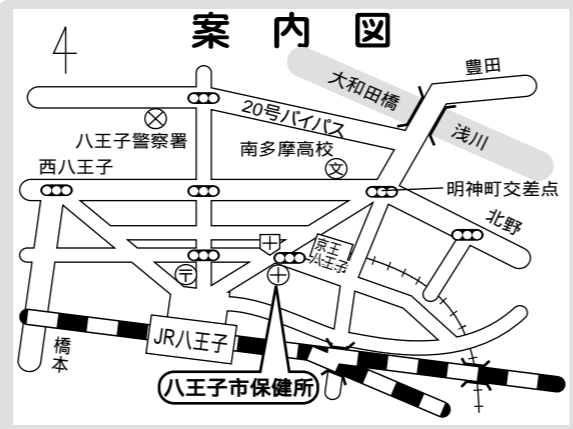 案内図
豊田
大和田橋
20号バイパス
浅川
八王子警察署
南多摩高校
文
西八王子
明神町交差点
北野
京王
八王子
〒
JR八王子
橋本
八王子市保健所